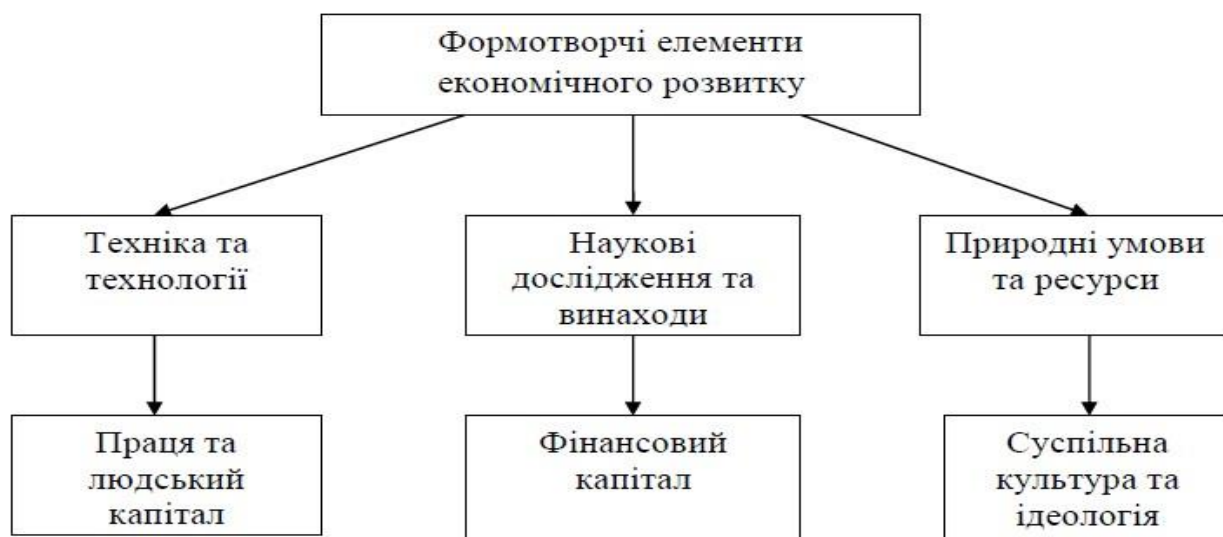 Формотворчі елементи
економічного розвитку
Техніка та
технології
Наукові
дослідження та
винаходи
Природні умови
та ресурси
Праця та
людський
капітал
Фінансовий
капітал
Суспільна
культура та
ідеологія